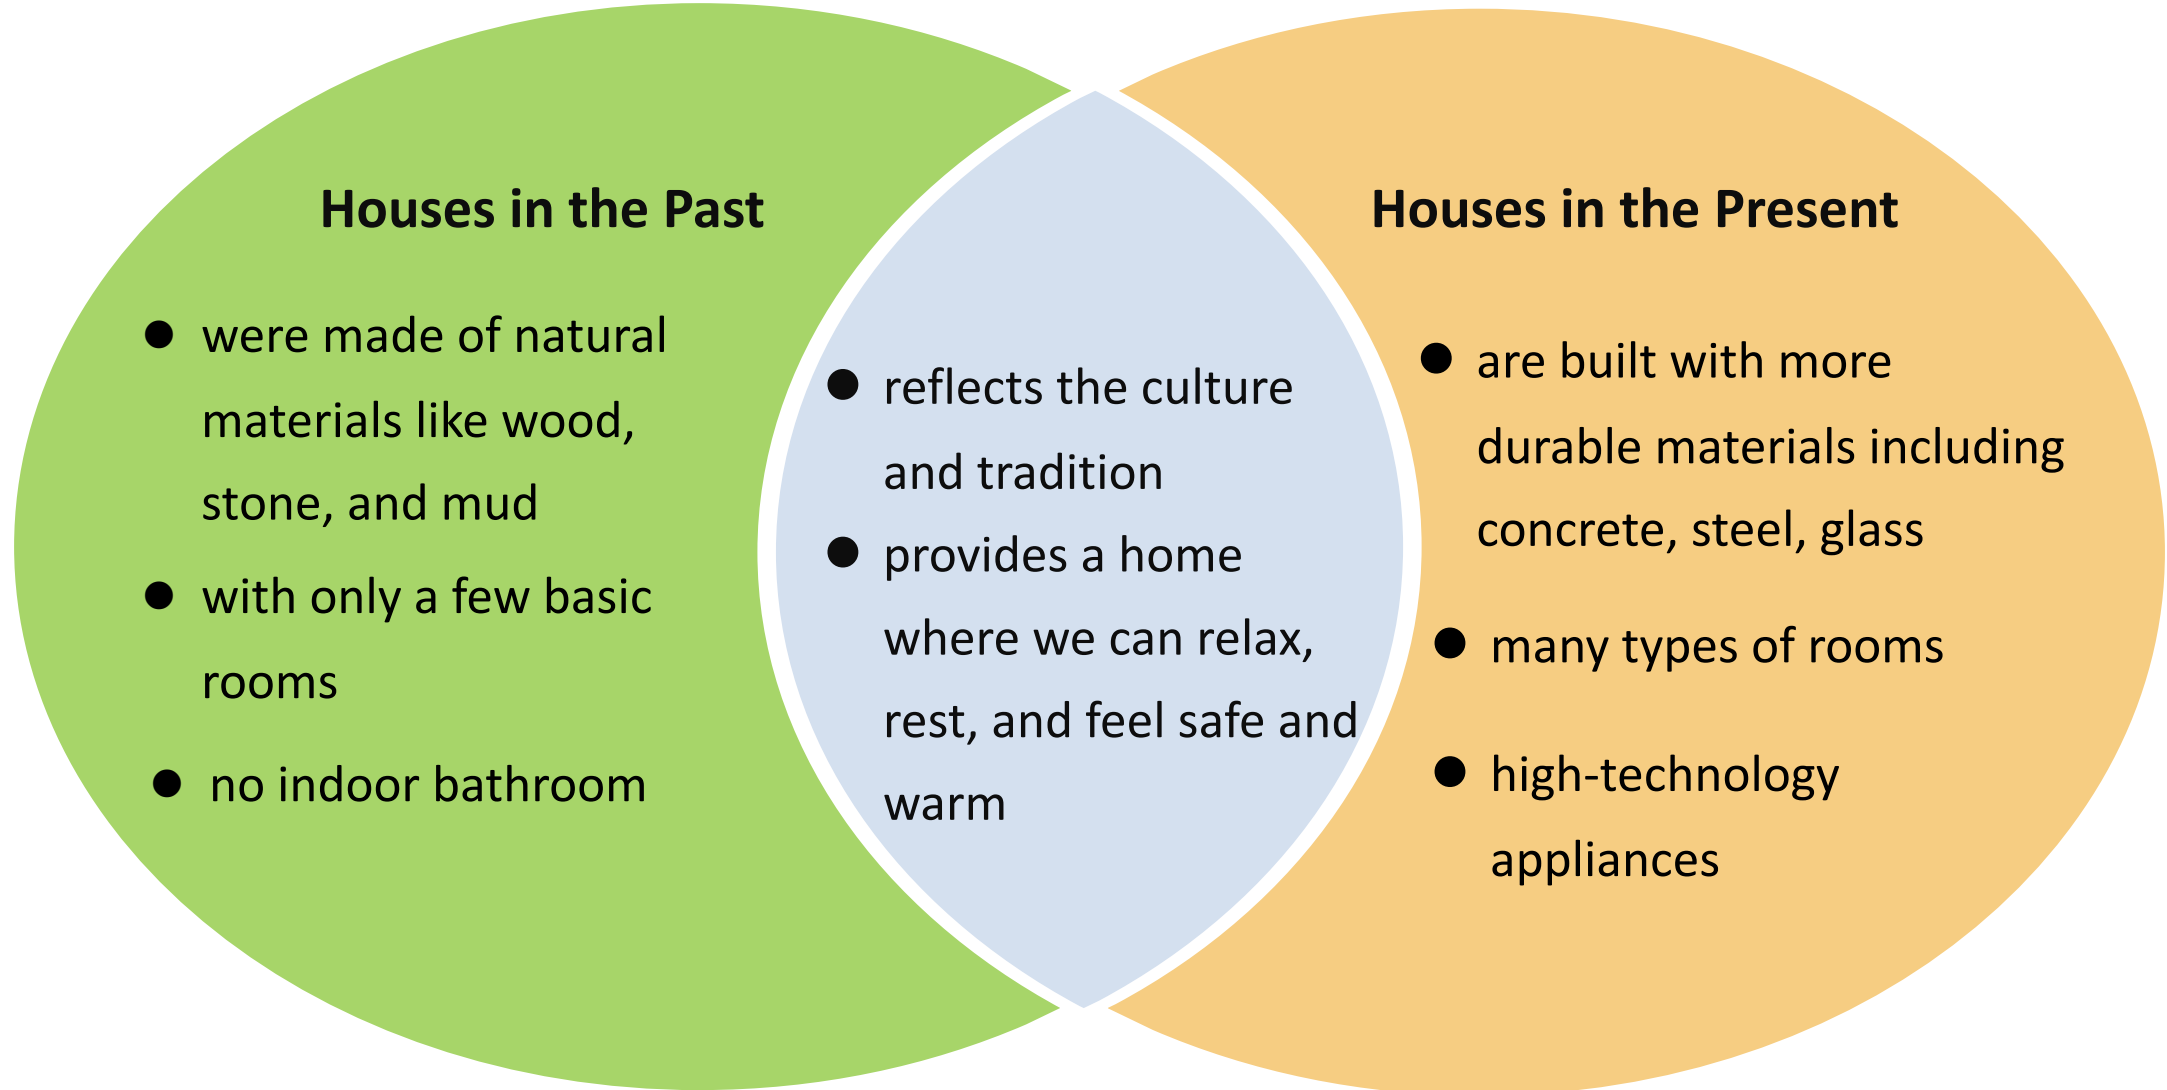 Houses in the Past
● were made of natural
materials like wood,
stone, and mud
● with only a few basic
rooms
● no indoor bathroom
● reflects the culture
and tradition
● provides a home
where we can relax,
rest, and feel safe and
warm
Houses in the Present
● are built with more
durable materials including
concrete, steel, glass
● many types of rooms
● high-technology
appliances